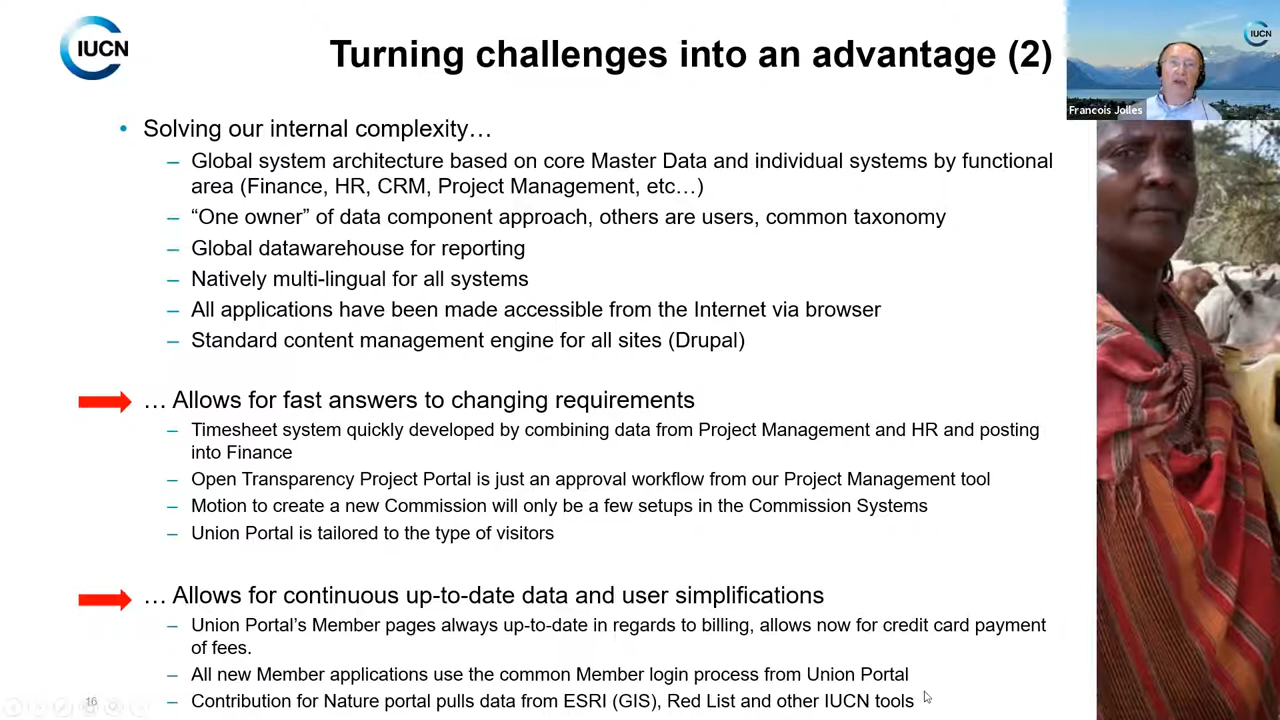 IUCN
Turning challenges into an advantage (2)
IUCN
Francois Jolles
• Solving our internal complexity…
– Global system architecture based on core Master Data and individual systems by functional
area (Finance, HR, CRM, Project Management, etc…)
– “One owner” of data component approach, others are users, common taxonomy
– Global datawarehouse for reporting
– Natively multi-lingual for all systems
– All applications have been made accessible from the Internet via browser
– Standard content management engine for all sites (Drupal)
… Allows for fast answers to changing requirements
– Timesheet system quickly developed by combining data from Project Management and HR and posting
into Finance
– Open Transparency Project Portal is just an approval workflow from our Project Management tool
– Motion to create a new Commission will only be a few setups in the Commission Systems
– Union Portal is tailored to the type of visitors
… Allows for continuous up-to-date data and user simplifications
– Union Portal’s Member pages always up-to-date in regards to billing, allows now for credit card payment
of fees.
– All new Member applications use the common Member login process from Union Portal
– Contribution for Nature portal pulls data from ESRI (GIS), Red List and other IUCN tools
16